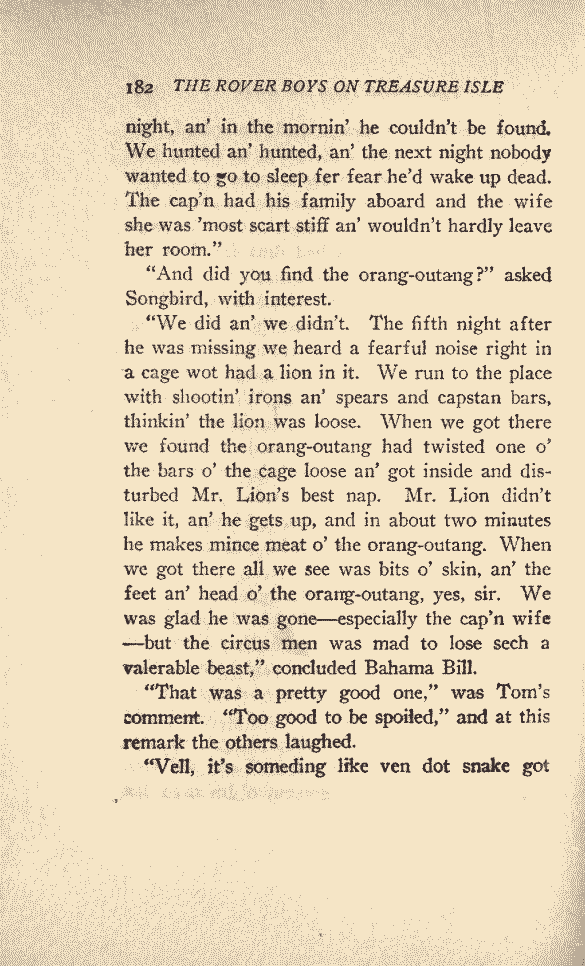 182 THE ROVER BOYS ON TREASURE ISLE
night, an' in the mornin' he couldn't be found.
We hunted an' hunted, an' the next night nobody
wanted to go to sleep fer fear he'd wake up dead.
The cap'n had his family aboard and the wife
she was 'most scart stiff an' wouldn't hardly leave
her room."
"And did you find the orang-outang?" asked
Songbird, with interest.
"We did an' we didn't. The fifth night after
he was missing we heard a fearful noise right in
a cage wot had a lion in it. We run to the place
with shootin' irons an' spears and capstan bars,
thinkin' the lion was loose. When we got there
we found the orang-outang had twisted one o'
the bars o' the cage loose an' got inside and dis-
turbed Mr. Lion's best nap. Mr. Lion didn't
like it, an' he gets up, and in about two minutes
he makes mince meat o' the orang-outang. When
we got there all we see was bits o' skin, an' the
feet an' head o' the orang-outang, yes, sir. We
was glad he was gone—especially the cap'n wife
—but the circus men was mad to lose sech a
valerable beast," concluded Bahama Bill.
"That was a pretty good one," was Tom's
comment. "Too good to be spoiled," and at this
remark the others laughed.
"Vell, it's someding like ven dot snake got